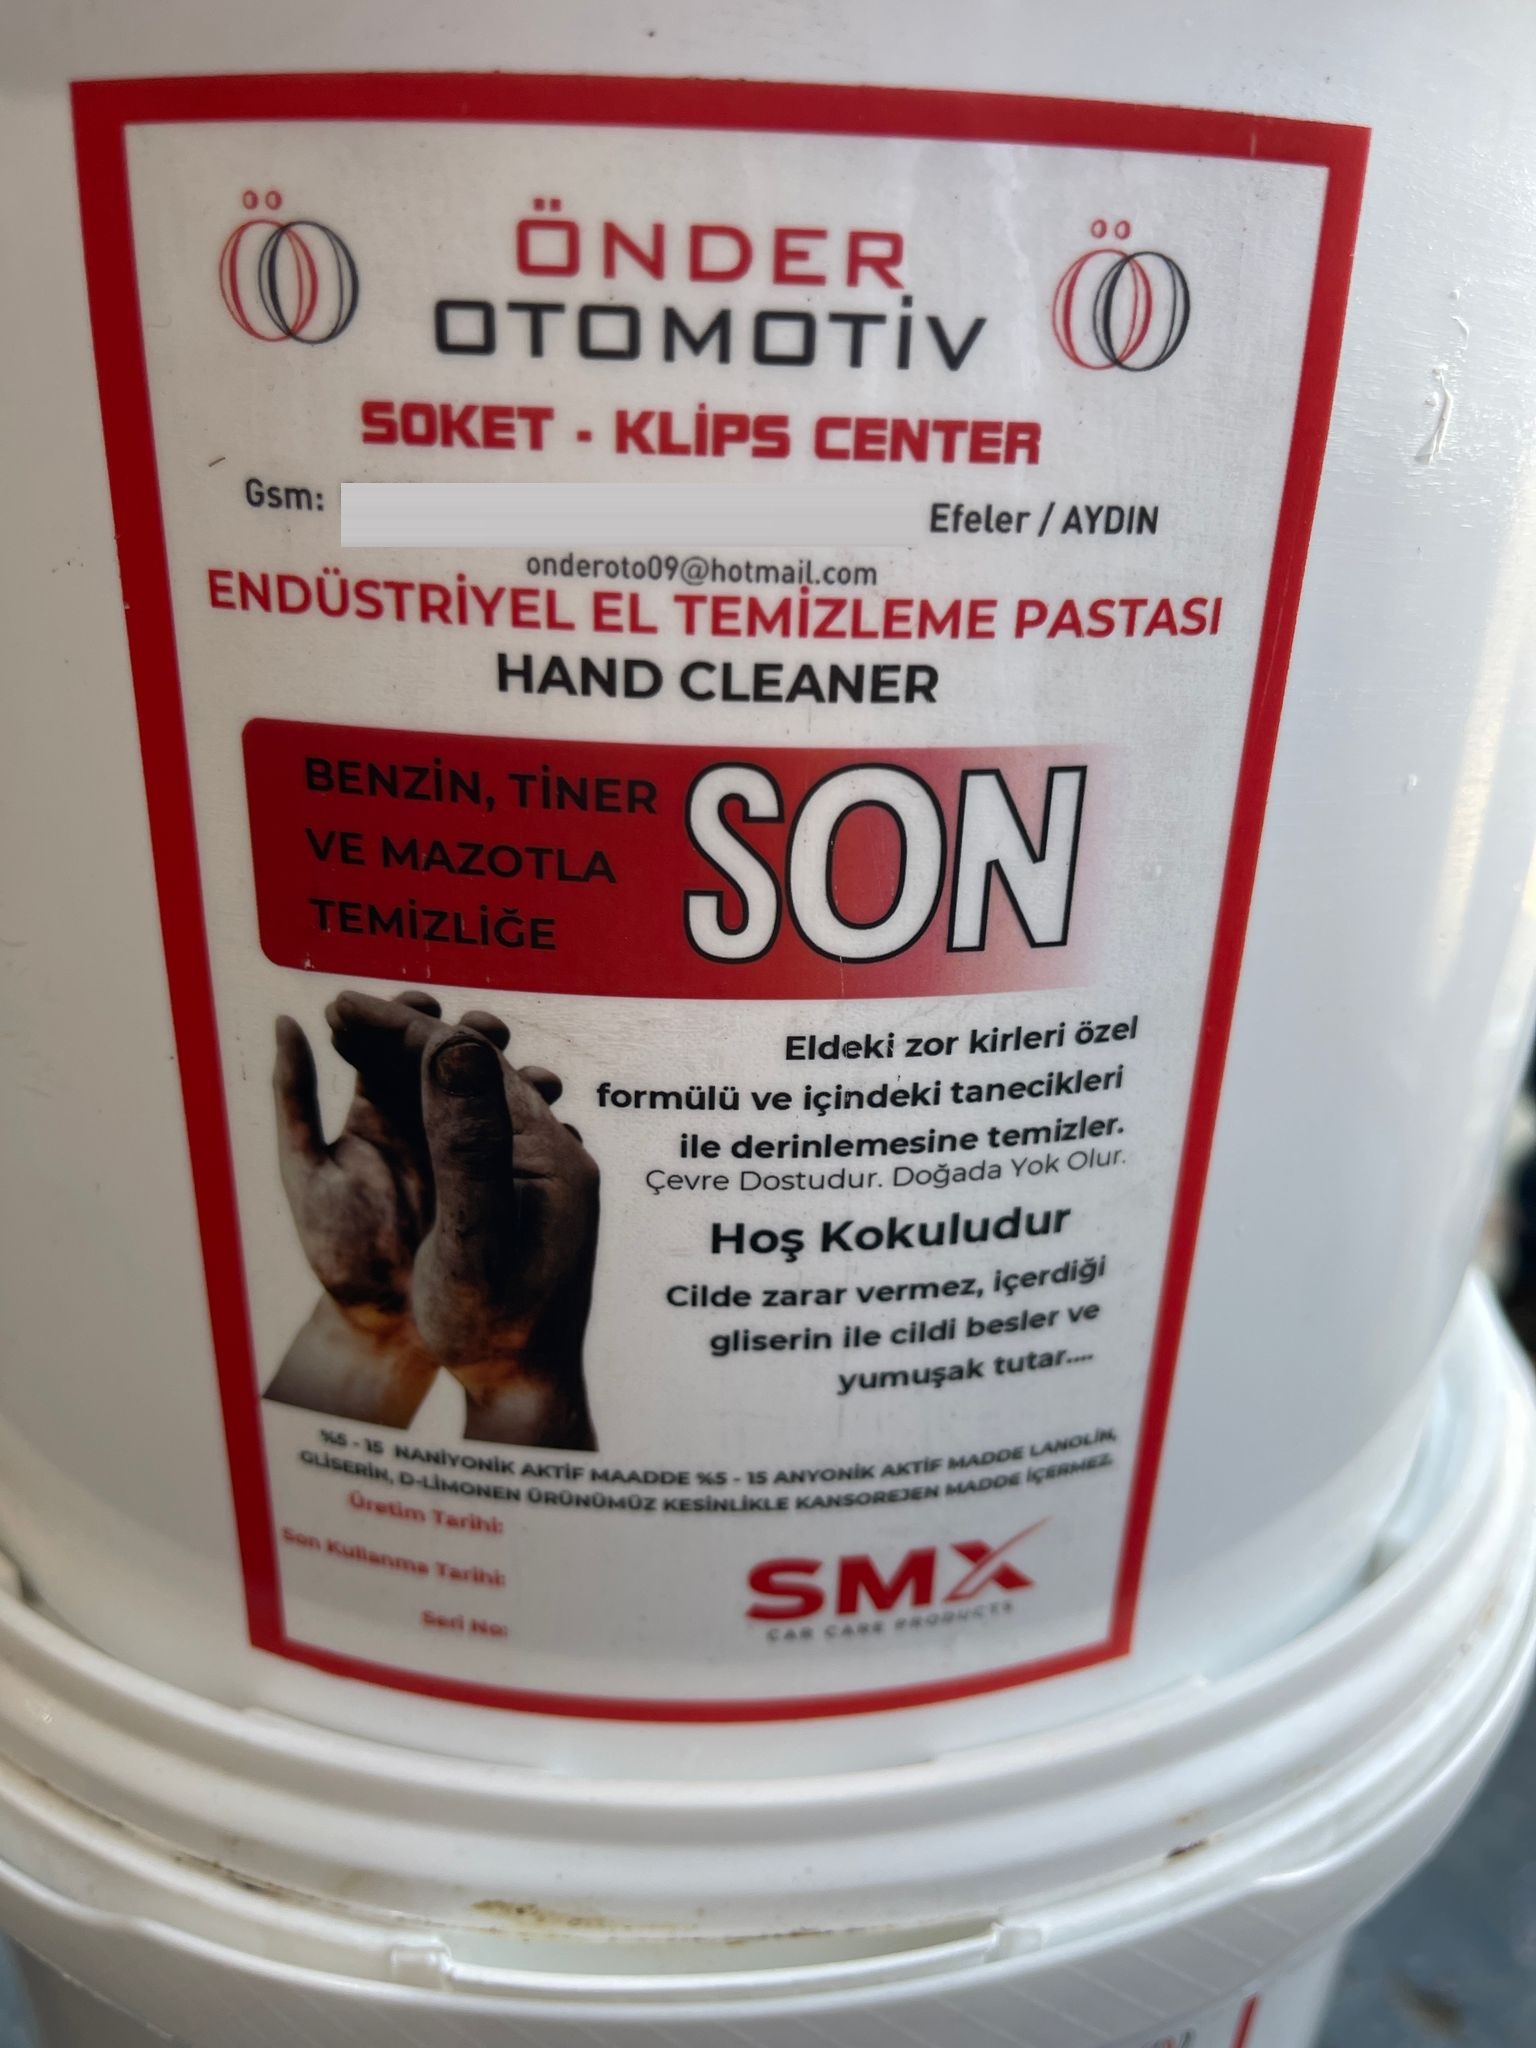 ÖNDER
OTOMOTİV
SOKET - KLİPS CENTER
Gsm: Efeler / AYDIN
onderoto09@hotmail.com
ENDÜSTRİYEL EL TEMİZLEME PASTASI
HAND CLEANER
BENZİN, TİNER
VE MAZOTLA
TEMİZLİĞE
SON
Eldeki zor kirleri özel
formülü ve içindeki tanecikleri
ile derinlemesine temizler.
Çevre Dostudur. Doğada Yok Olur.
Hoş Kokuludur
Cilde zarar vermez, içerdiği
gliserin ile cildi besler ve
yumuşak tutar....
%5 - 15 NANİYONİK AKTİF MAADDE %5 - 15 ANYONİK AKTİF MADDE LANOLİN,
GLİSERİN, D-LİMONEN ÜRÜNÜMÜZ KESİNLİKLE KANSOREJEN MADDE İÇERMEZ.
Üretim Tarihi:
Son Kullanma Tarihi:
Seri No:
SMX
CAR CARE PRODUCTS